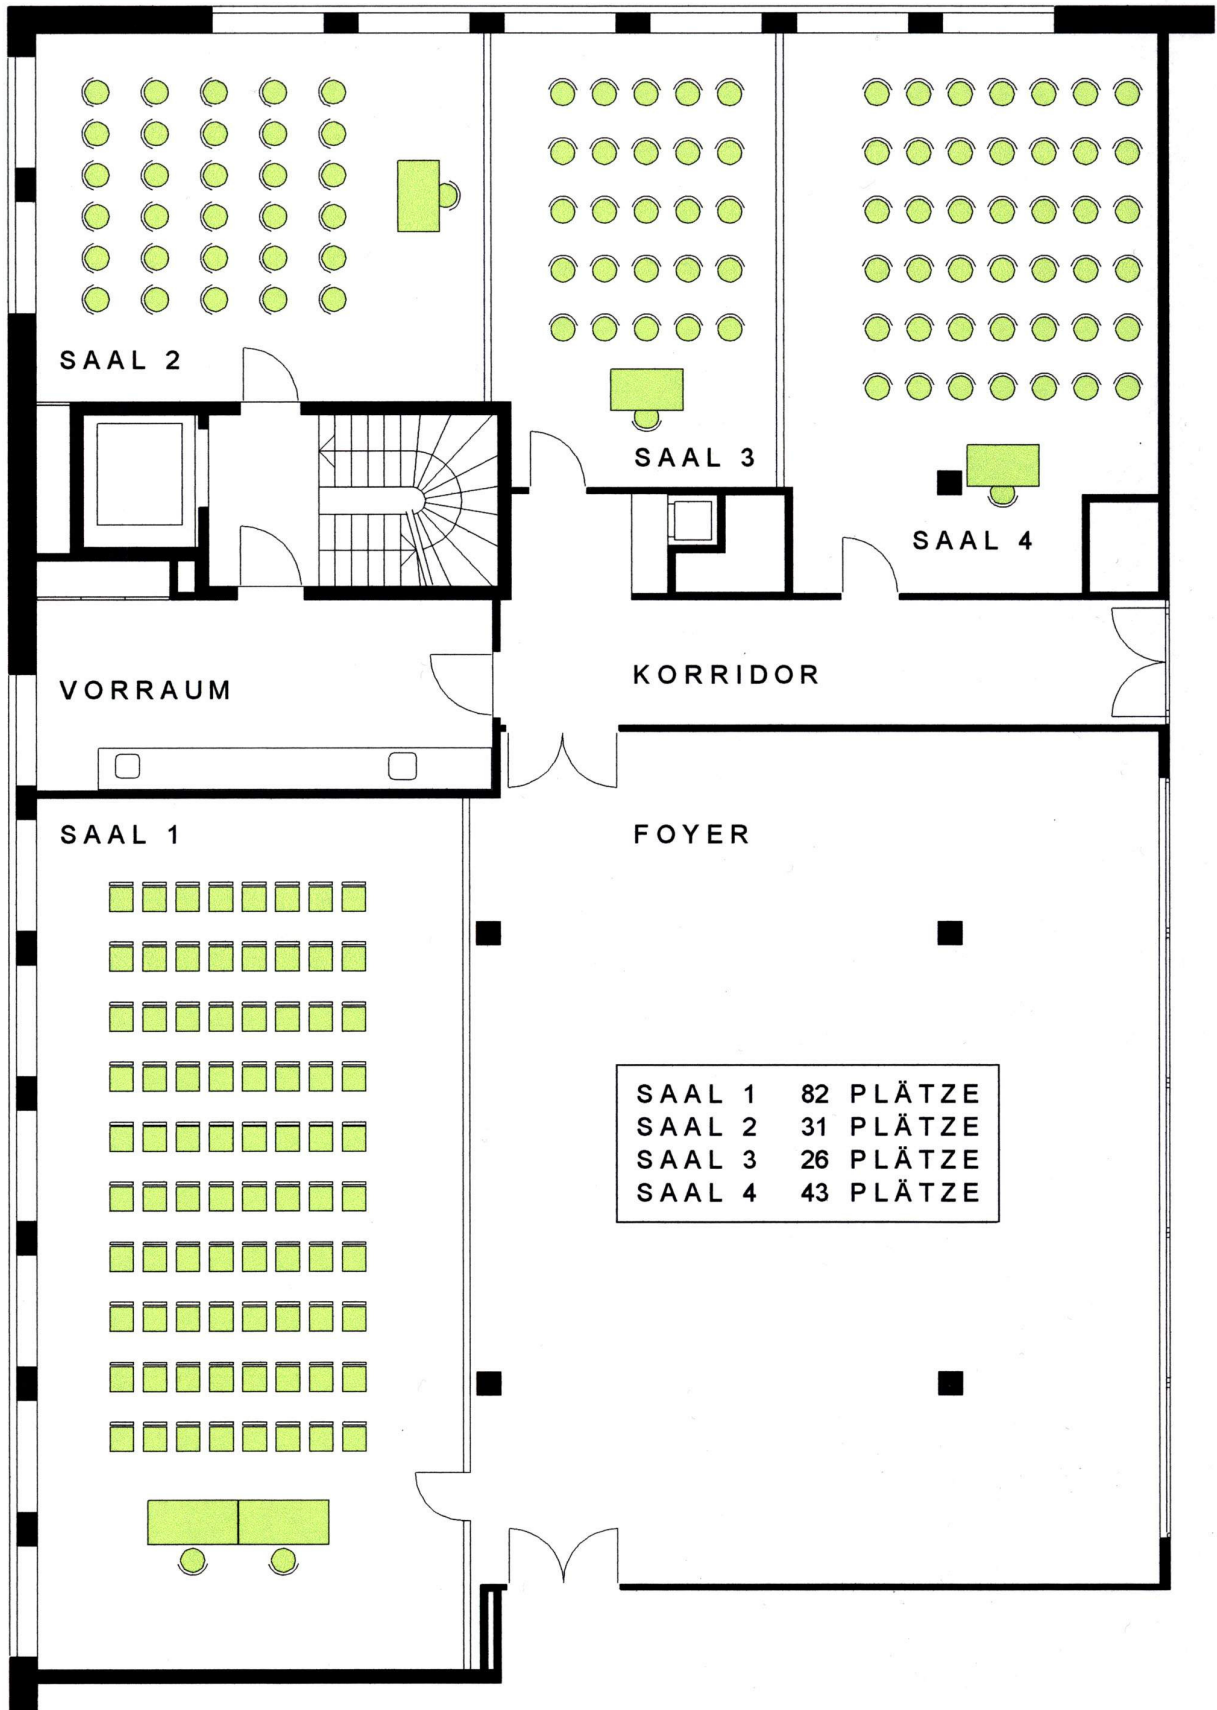 SAAL 2
SAAL 3
SAAL 4
VORRAUM
KORRIDOR
SAAL 1
FOYER
SAAL 1 82 PLÄTZE
SAAL 2 31 PLÄTZE
SAAL 3 26 PLÄTZE
SAAL 4 43 PLÄTZE